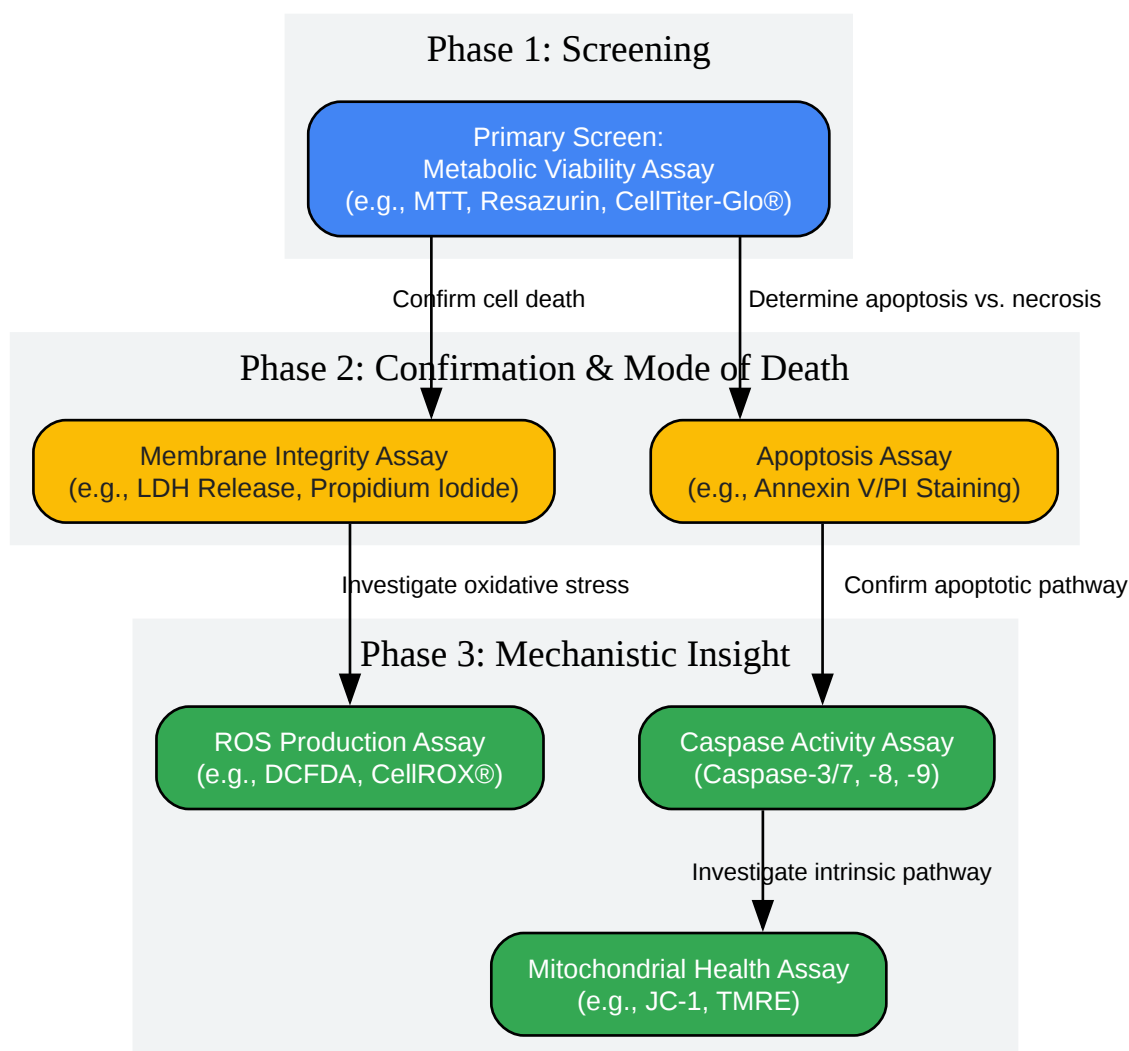 Phase 1: Screening
Primary Screen:
Metabolic Viability Assay
(e.g., MTT, Resazurin, CellTiter-Glo®)
Confirm cell death
Determine apoptosis vs. necrosis
Phase 2: Confirmation & Mode of Death
Membrane Integrity Assay
(e.g., LDH Release, Propidium Iodide)
Apoptosis Assay
(e.g., Annexin V/PI Staining)
Investigate oxidative stress
Confirm apoptotic pathway
Phase 3: Mechanistic Insight
ROS Production Assay
(e.g., DCFDA, CellROX®)
Caspase Activity Assay
(Caspase-3/7, -8, -9)
Investigate intrinsic pathway
Mitochondrial Health Assay
(e.g., JC-1, TMRE)